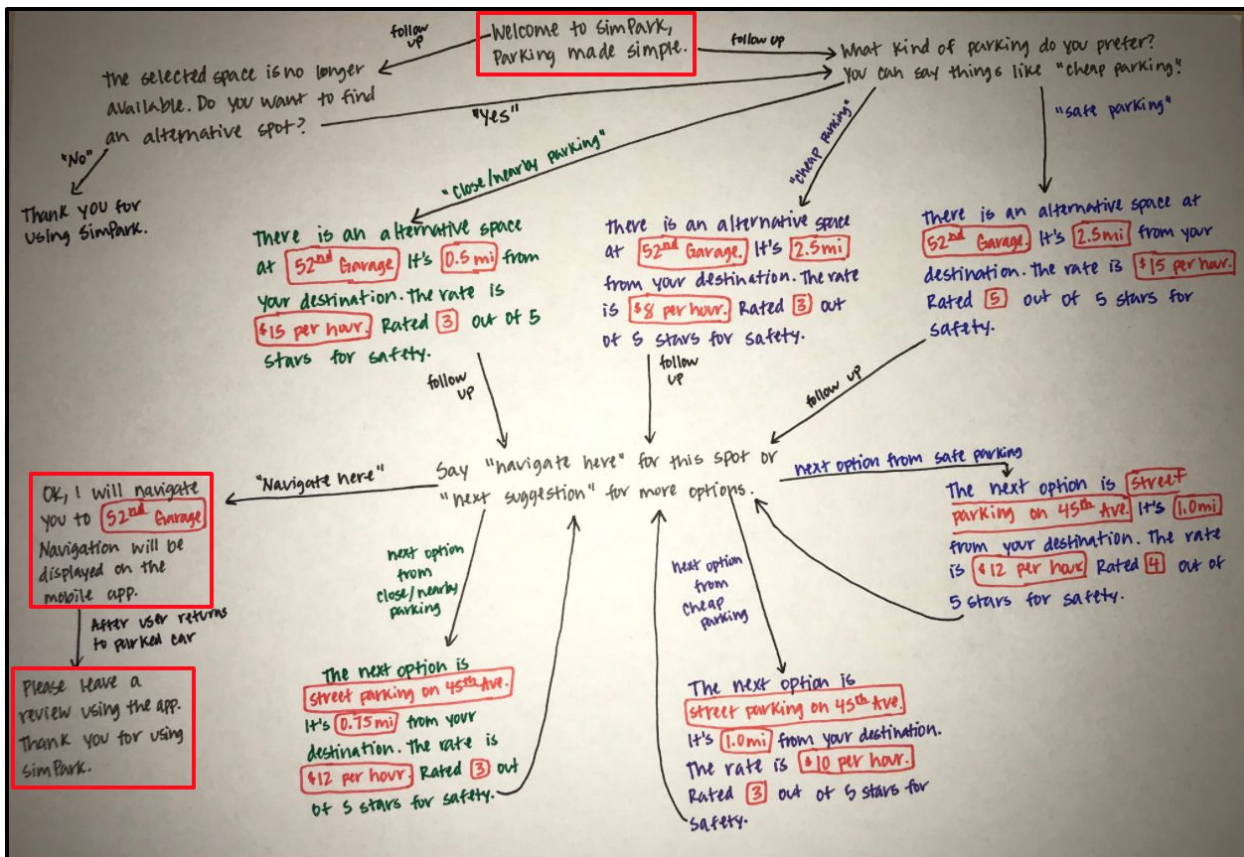 Welcome to SimPark,
Parking made simple.
follow
up
follow up
What kind of parking do you prefer?
You can say things like "cheap parking".
The selected space is no longer
available. Do you want to find
an alternative spot?
"Yes"
"No"
Thank you for
using SimPark.
"Close/nearby parking"
"cheap parking"
"safe parking"
There is an alternative space
at 52nd Garage. It's 0.5mi from
your destination. The rate is
$15 per hour. Rated 3 out of 5
stars for safety.
There is an alternative space
at 52nd Garage. It's 2.5mi
from your destination. The rate
is $8 per hour. Rated 3 out
of 5 stars for safety.
There is an alternative space at
52nd Garage. It's 2.5mi from your
destination. The rate is $15 per hour.
Rated 5 out of 5 stars for
safety.
follow
up
follow
up
follow up
Say "navigate here" for this spot or
"next suggestion" for more options.
"Navigate here"
OK, I will navigate
you to 52nd Garage
Navigation will be
displayed on the
mobile app.
After user returns
to parked car
Please leave a
review using the app.
Thank you for using
SimPark.
next option
from
close/nearby
parking
The next option is
street parking on 45th Ave.
It's 0.75mi from your
destination. The rate is
$12 per hour. Rated 3 out
of 5 stars for safety.
next option
from
cheap
parking
The next option is
street parking on 45th Ave.
It's 1.0mi from your destination.
The rate is $10 per hour.
Rated 3 out of 5 stars for
safety.
next option from safe parking
The next option is street
parking on 45th Ave. It's 1.0mi
from your destination. The rate
is $12 per hour Rated 4 out of
5 stars for safety.